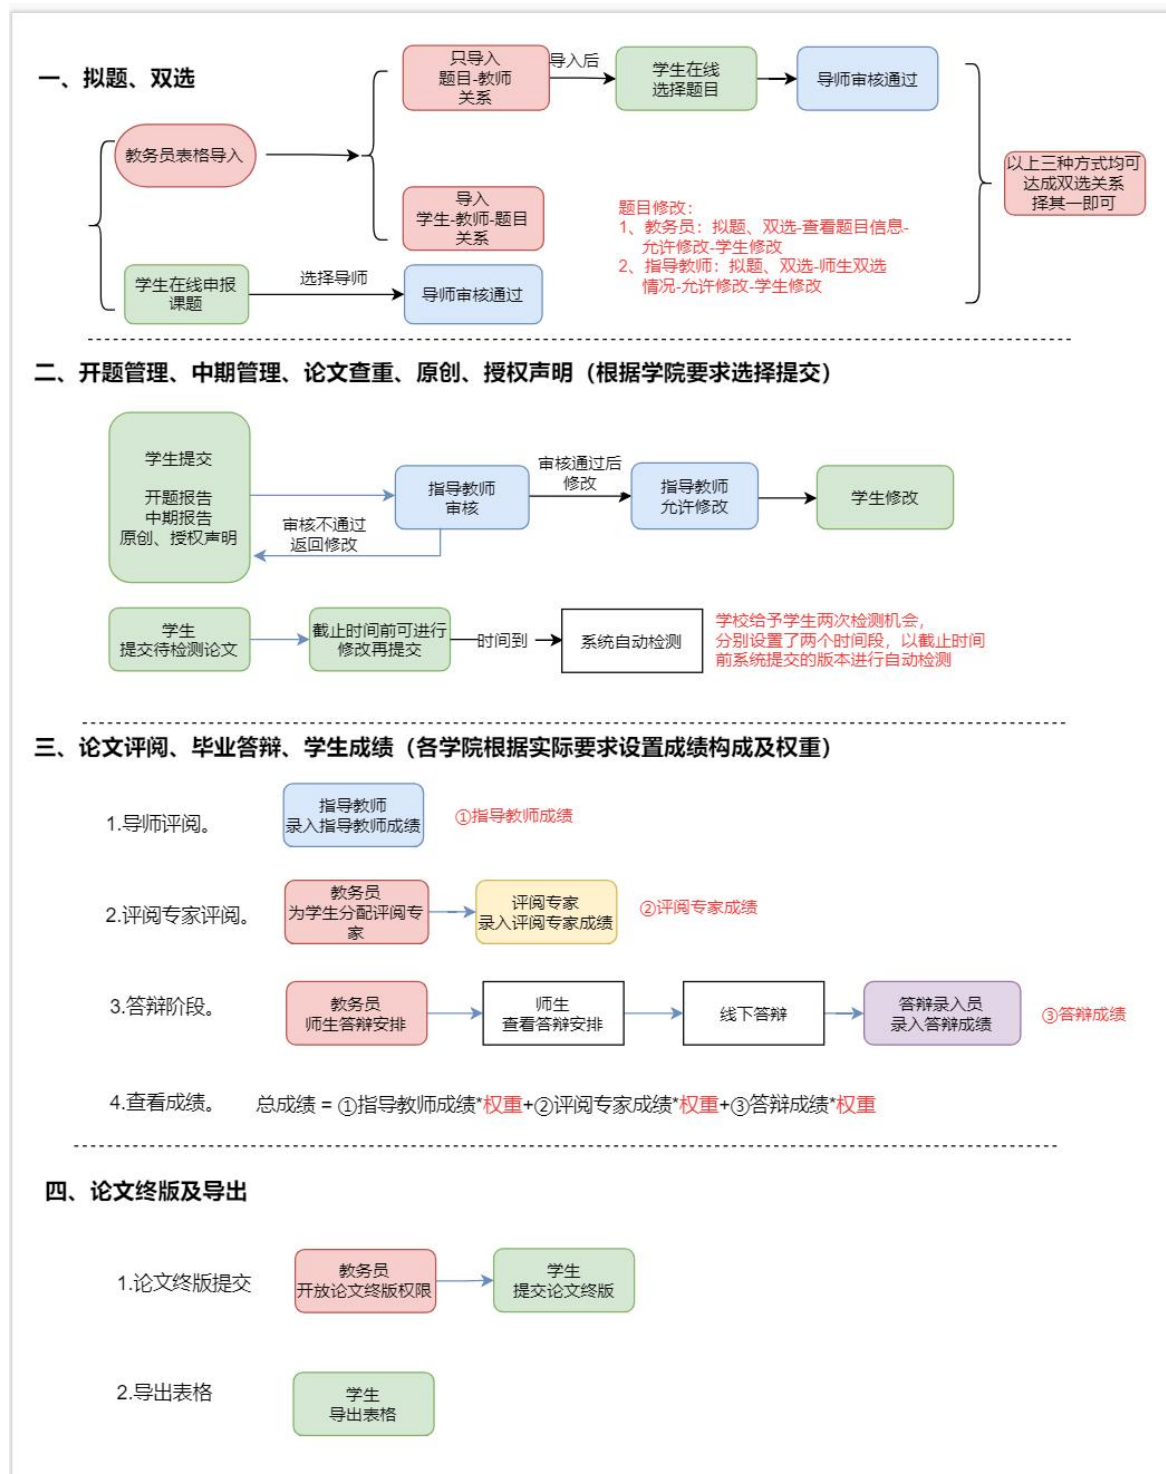 一、拟题、双选
只导入
题目-教师
关系
导入后
学生在线
选择题目
导师审核通过
教务员表格导入
导入
学生-教师-题目
关系
以上三种方式均可
达成双选关系
择其一即可
题目修改：
1、教务员：拟题、双选-查看题目信息-
允许修改-学生修改
2、指导教师：拟题、双选-师生双选
情况-允许修改-学生修改
学生在线申报
课题
选择导师
导师审核通过
二、开题管理、中期管理、论文查重、原创、授权声明（根据学院要求选择提交）
学生提交
开题报告
中期报告
原创、授权声明
指导教师
审核
审核通过后
修改
指导教师
允许修改
学生修改
审核不通过
返回修改
学生
提交待检测论文
截止时间前可进行
修改再提交
时间到
系统自动检测
学校给予学生两次检测机会，
分别设置了两个时间段，以截止时间
前系统提交的版本进行自动检测
三、论文评阅、毕业答辩、学生成绩（各学院根据实际要求设置成绩构成及权重）
1.导师评阅。
指导教师
录入指导教师成绩
①指导教师成绩
2.评阅专家评阅。
教务员
为学生分配评阅专
家
评阅专家
录入评阅专家成绩
②评阅专家成绩
3.答辩阶段。
教务员
师生答辩安排
师生
查看答辩安排
线下答辩
答辩录入员
录入答辩成绩
③答辩成绩
4.查看成绩。
总成绩 = ①指导教师成绩*权重+②评阅专家成绩*权重+③答辩成绩*权重
四、论文终版及导出
1.论文终版提交
教务员
开放论文终版权限
学生
提交论文终版
2.导出表格
学生
导出表格